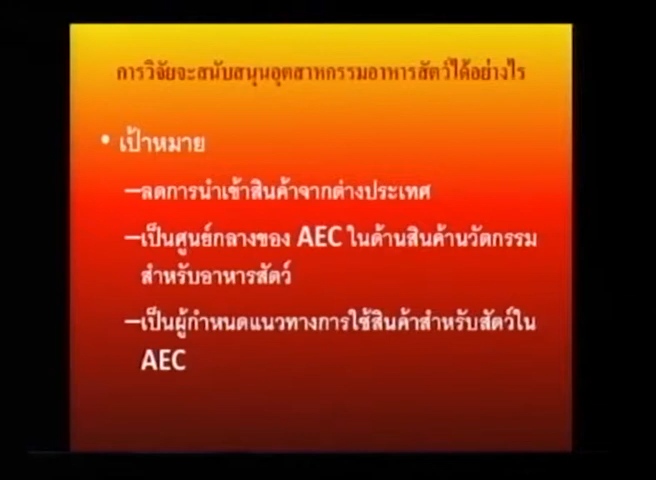 การวิจัยจะสนับสนุนอุตสาหกรรมอาหารสัตว์ได้อย่างไร
• เป้าหมาย
–ลดการนำเข้าสินค้าจากต่างประเทศ
–เป็นศูนย์กลางของ AEC ในด้านสินค้านวัตกรรม
สำหรับอาหารสัตว์
–เป็นผู้กำหนดแนวทางการใช้สินค้าสำหรับสัตว์ใน
AEC